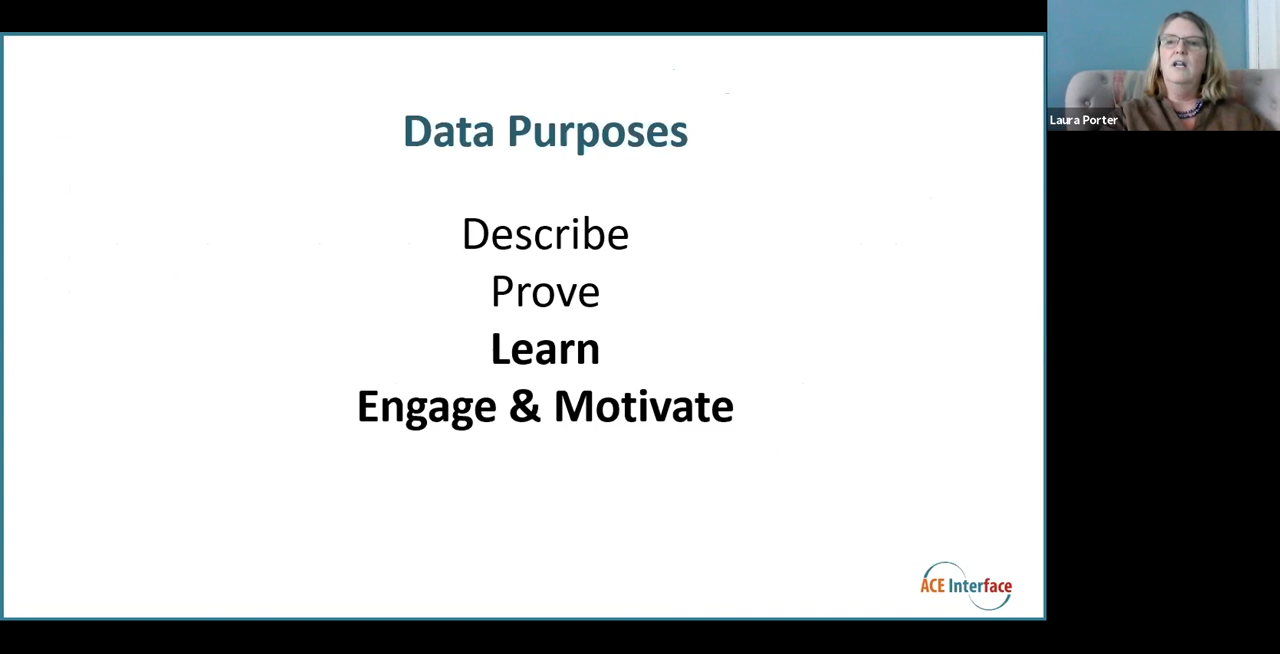 Data Purposes
Describe
Prove
Learn
Engage & Motivate
ACE Interface
Laura Porter